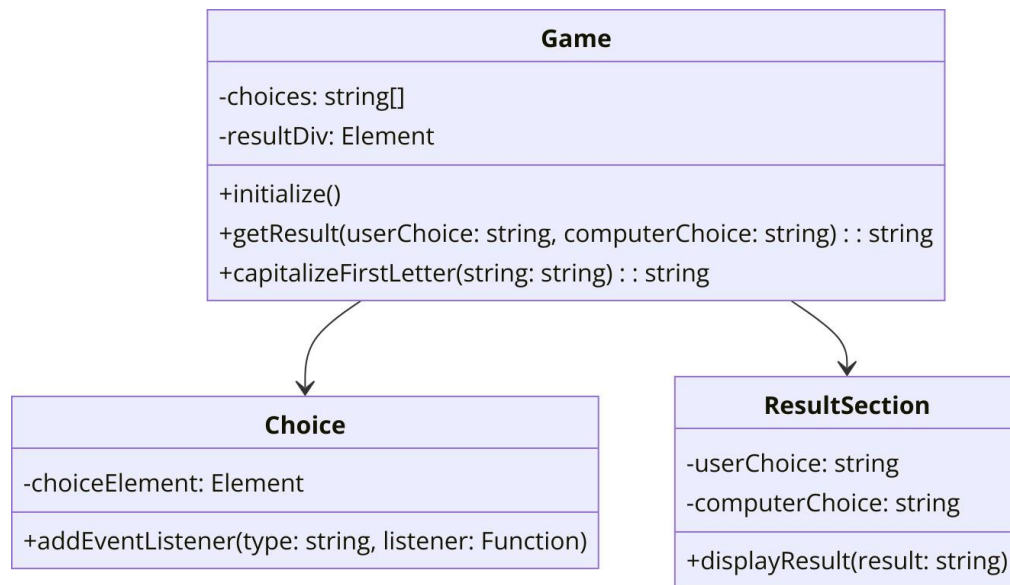 Game
-choices: string[]
-resultDiv: Element
+initialize()
+getResult(userChoice: string, computerChoice: string) : : string
+capitalizeFirstLetter(string: string) : : string
Choice
-choiceElement: Element
+addEventListener(type: string, listener: Function)
ResultSection
-userChoice: string
-computerChoice: string
+displayResult(result: string)